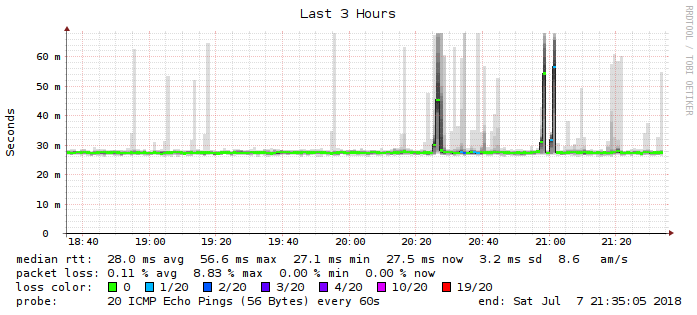 Last 3 Hours
RRDTOOL / TOBI OETIKER
Seconds
60 m
50 m
40 m
30 m
20 m
10 m
0
18:40 19:00 19:20 19:40 20:00 20:20 20:40 21:00 21:20
median rtt: 28.0 ms avg 56.6 ms max 27.1 ms min 27.5 ms now 3.2 ms sd 8.6 am/s
packet loss: 0.11 % avg 8.83 % max 0.00 % min 0.00 % now
loss color: 0 1/20 2/20 3/20 4/20 10/20 19/20
probe: 20 ICMP Echo Pings (56 Bytes) every 60s end: Sat Jul 7 21:35:05 2018